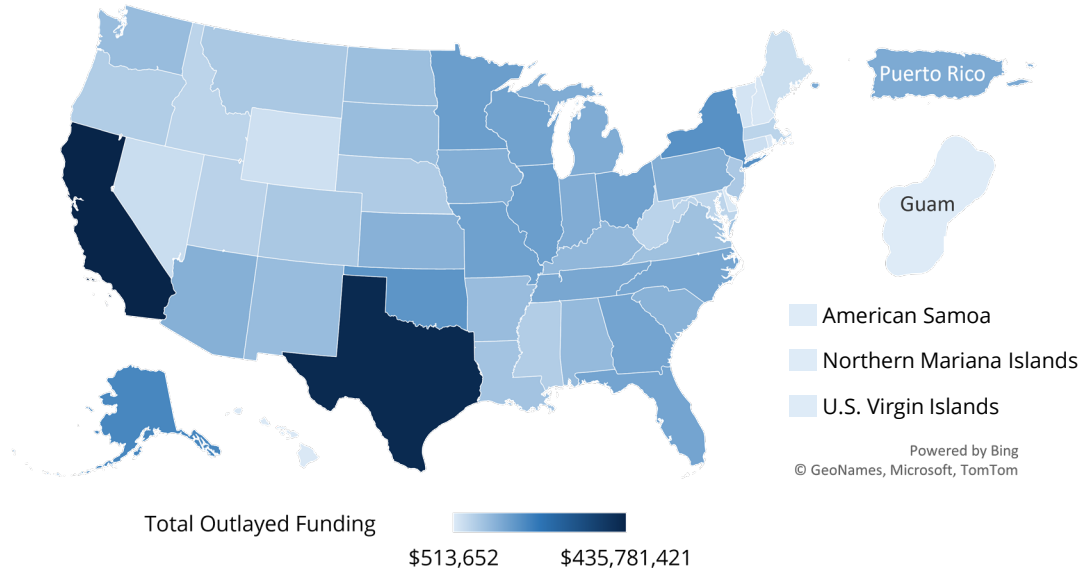 Puerto Rico
Guam
American Samoa
Northern Mariana Islands
U.S. Virgin Islands
Powered by Bing
© GeoNames, Microsoft, TomTom
Total Outlayed Funding
$513,652 $435,781,421